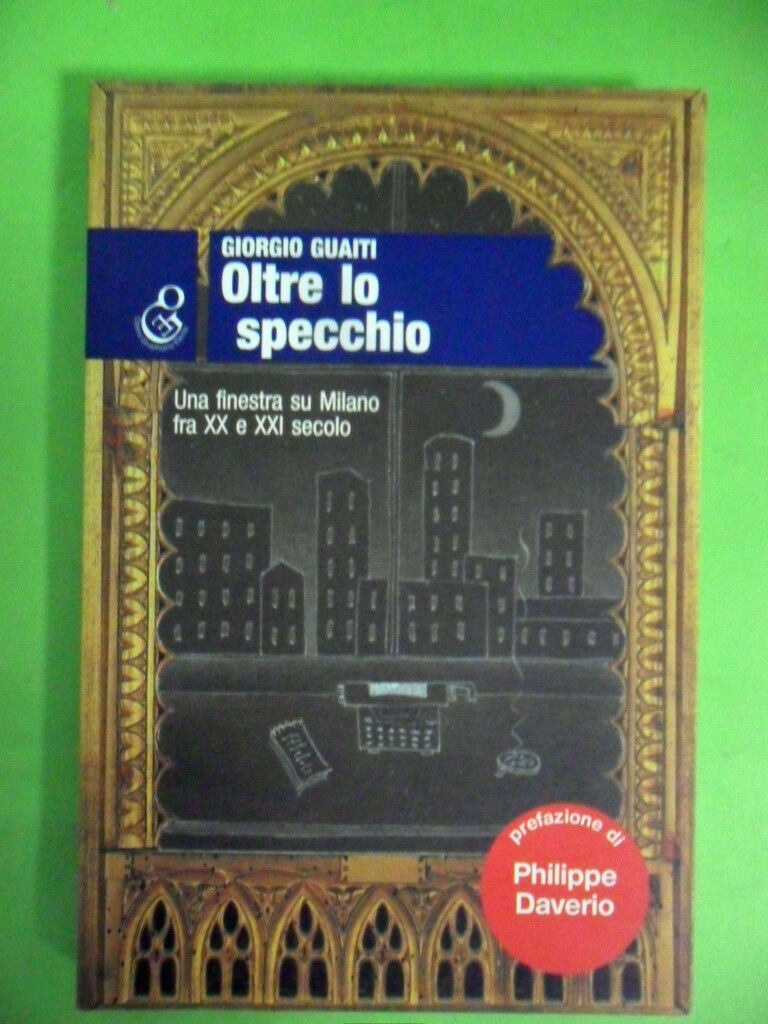 GIORGIO GUAITI
Oltre lo
specchio
Una finestra su Milano
fra XX e XXI secolo
prefazione di
Philippe
Daverio